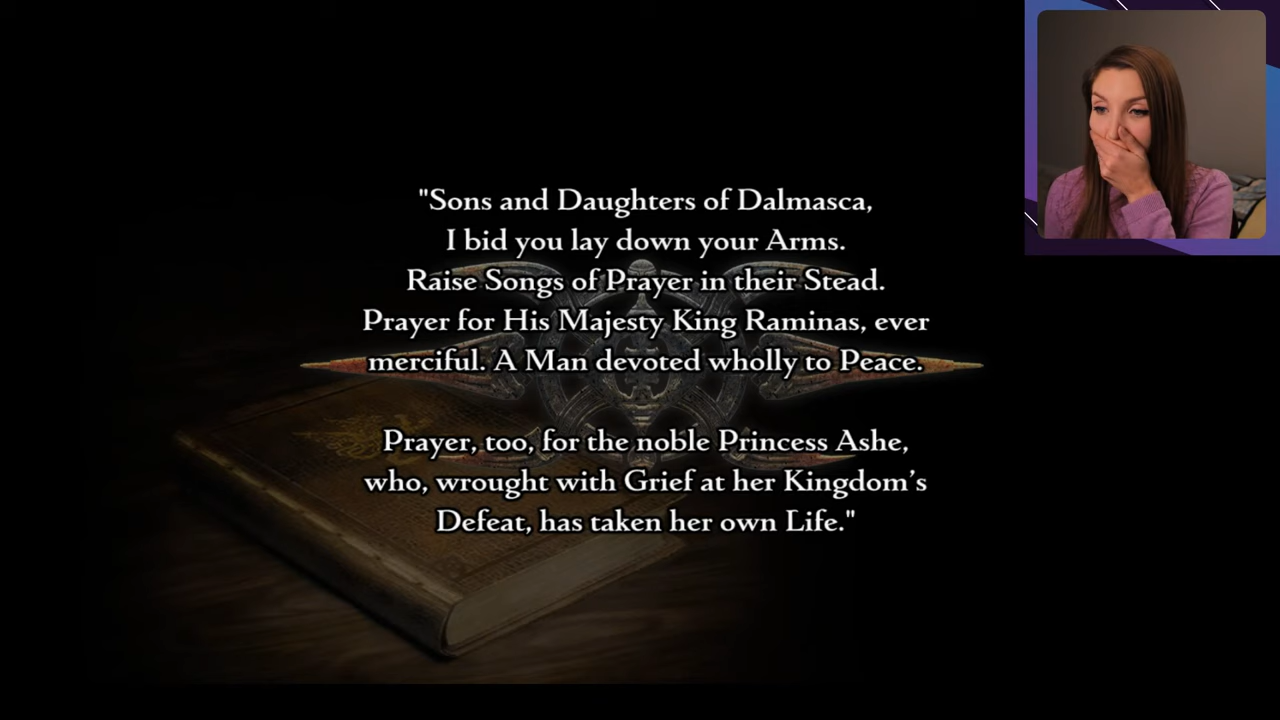 "Sons and Daughters of Dalmasca,
I bid you lay down your Arms.
Raise Songs of Prayer in their Stead.
Prayer for His Majesty King Raminas, ever
merciful. A Man devoted wholly to Peace.
Prayer, too, for the noble Princess Ashe,
who, wrought with Grief at her Kingdom’s
Defeat, has taken her own Life."